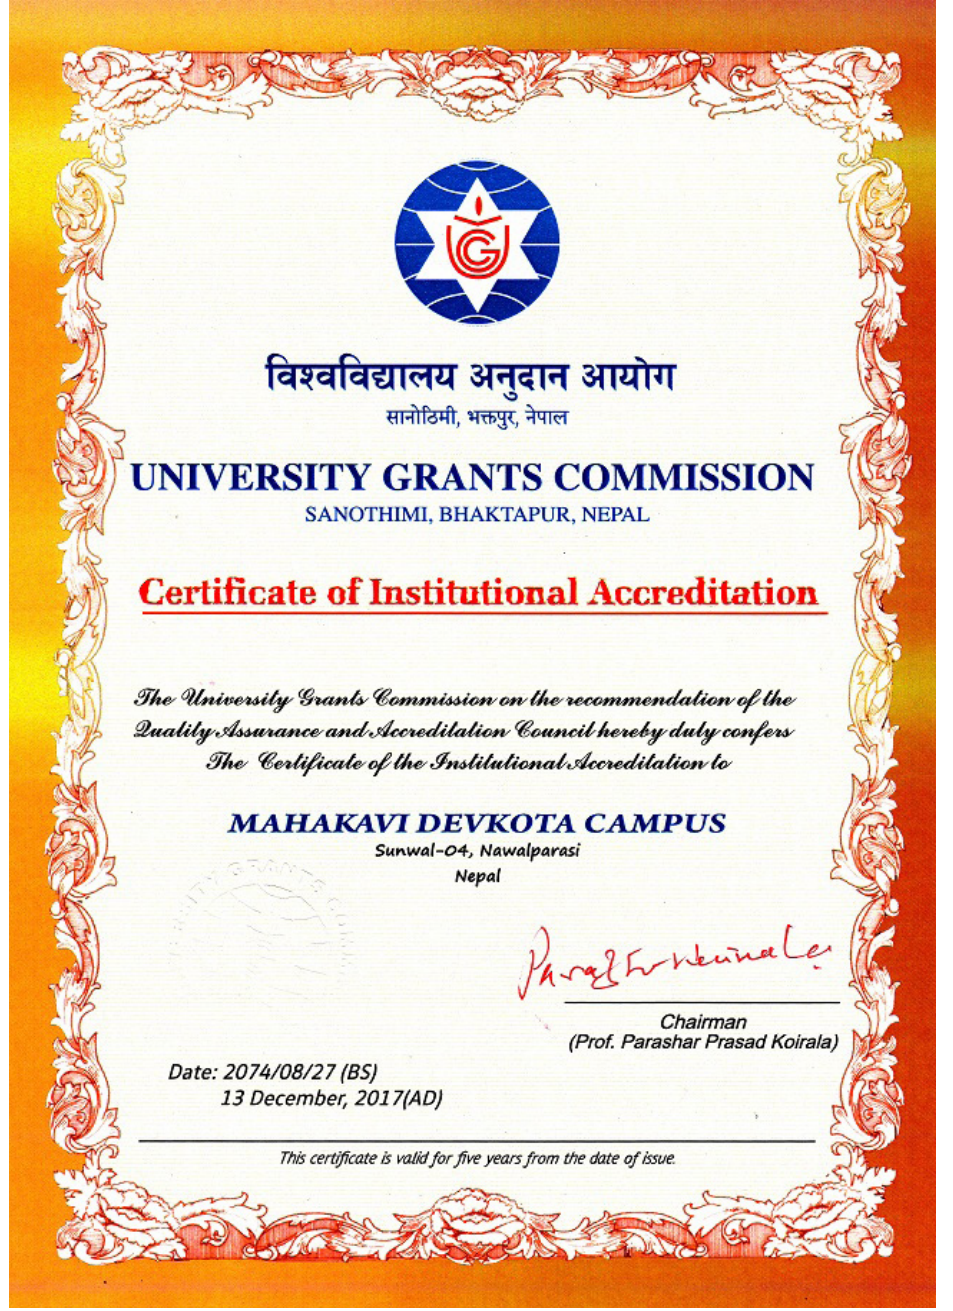 UGC
विश्वविद्यालय अनुदान आयोग
सानोठिमी, भक्तपुर, नेपाल
UNIVERSITY GRANTS COMMISSION
SANOTHIMI, BHAKTAPUR, NEPAL
Certificate of Institutional Accreditation
The University Grants Commission on the recommendation of the
Quality Assurance and Accreditation Council hereby duly confers
The Certificate of the Institutional Accreditation to
MAHAKAVI DEVKOTA CAMPUS
Sunwal-04, Nawalparasi
Nepal
Chairman
(Prof. Parashar Prasad Koirala)
Date: 2074/08/27 (BS)
13 December, 2017(AD)
This certificate is valid for five years from the date of issue.